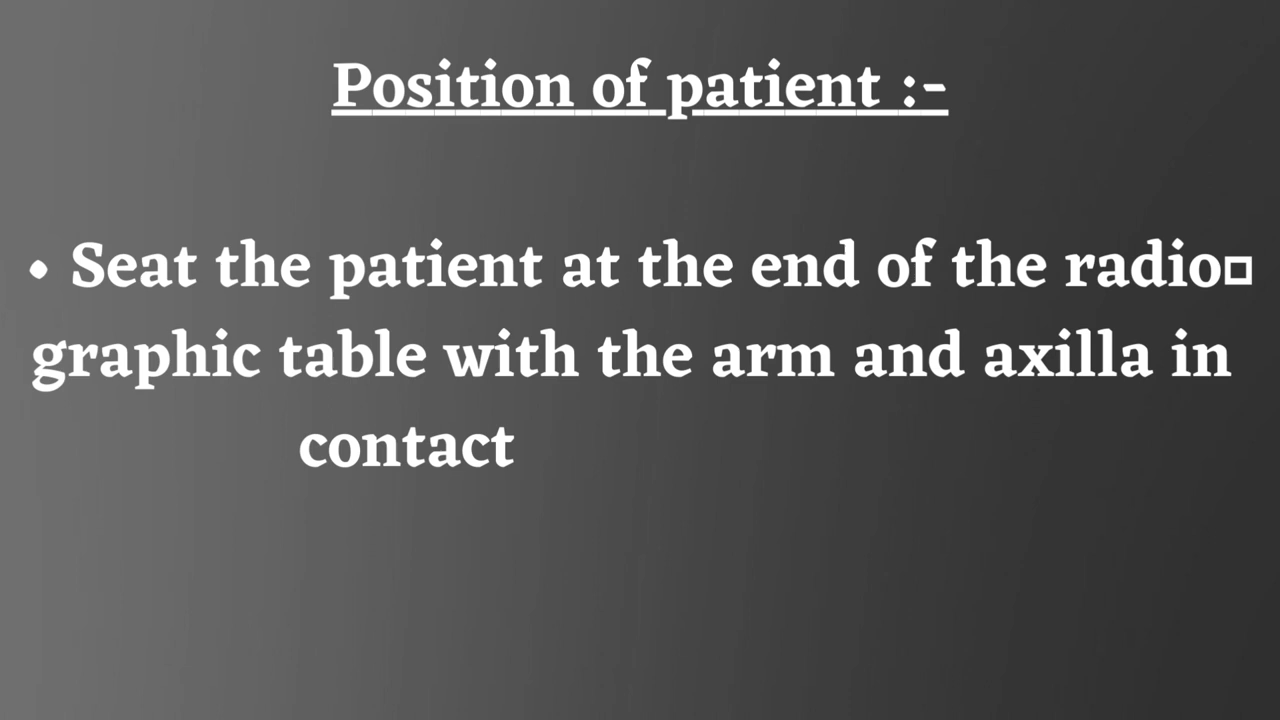 Position of patient :-
• Seat the patient at the end of the radio□
graphic table with the arm and axilla in
contact